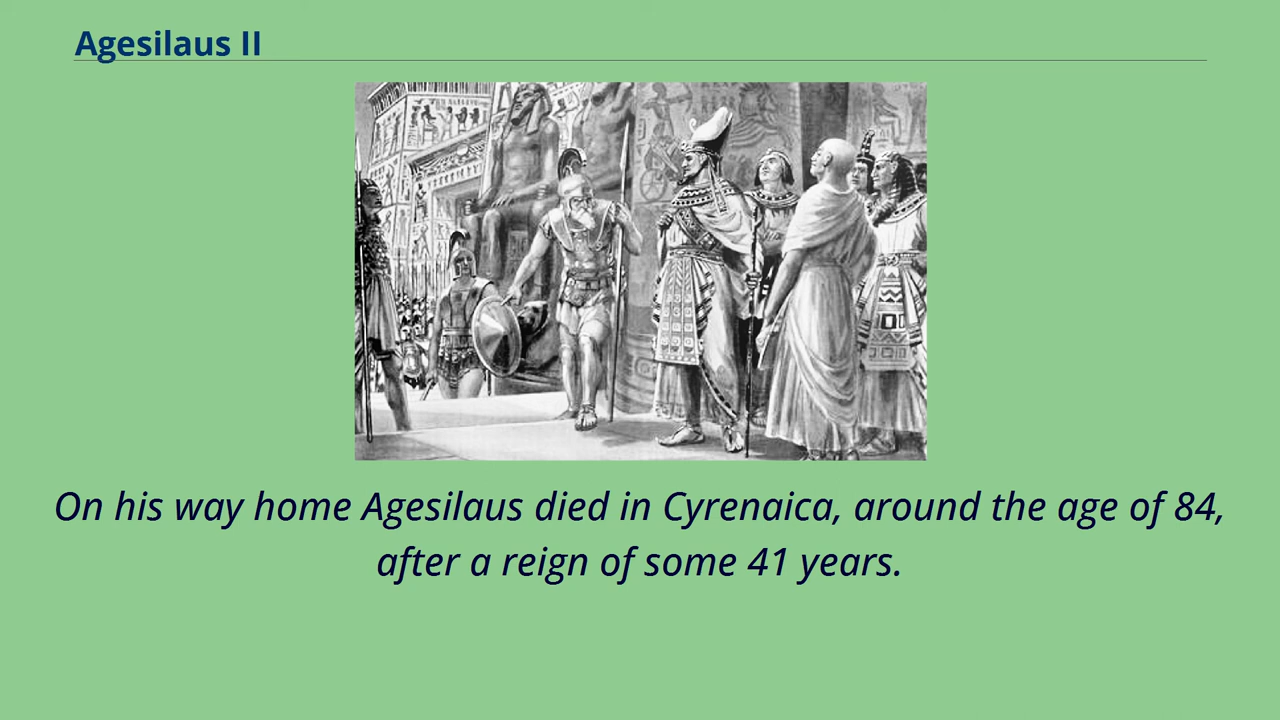 Agesilaus II
On his way home Agesilaus died in Cyrenaica, around the age of 84,
after a reign of some 41 years.